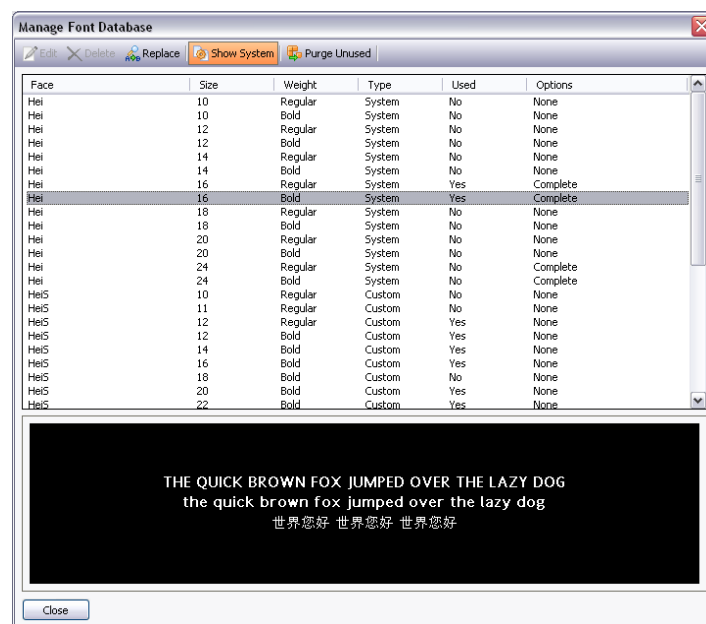 Manage Font Database
Edit Delete Replace Show System Purge Unused
Face Size Weight Type Used Options
Hei 10 Regular System No None
Hei 10 Bold System No None
Hei 12 Regular System No None
Hei 12 Bold System No None
Hei 14 Regular System No None
Hei 14 Bold System No None
Hei 16 Regular System Yes Complete
Hei 16 Bold System Yes Complete
Hei 18 Regular System No None
Hei 18 Bold System No None
Hei 20 Regular System No None
Hei 20 Bold System No None
Hei 24 Regular System No Complete
Hei 24 Bold System No Complete
HeiS 10 Regular Custom No None
HeiS 11 Regular Custom No None
HeiS 12 Regular Custom Yes None
HeiS 12 Bold Custom Yes None
HeiS 14 Bold Custom Yes None
HeiS 16 Bold Custom Yes None
HeiS 18 Bold Custom No None
HeiS 20 Bold Custom Yes None
HeiS 22 Bold Custom Yes None
THE QUICK BROWN FOX JUMPED OVER THE LAZY DOG
the quick brown fox jumped over the lazy dog
世界您好 世界您好 世界您好
Close